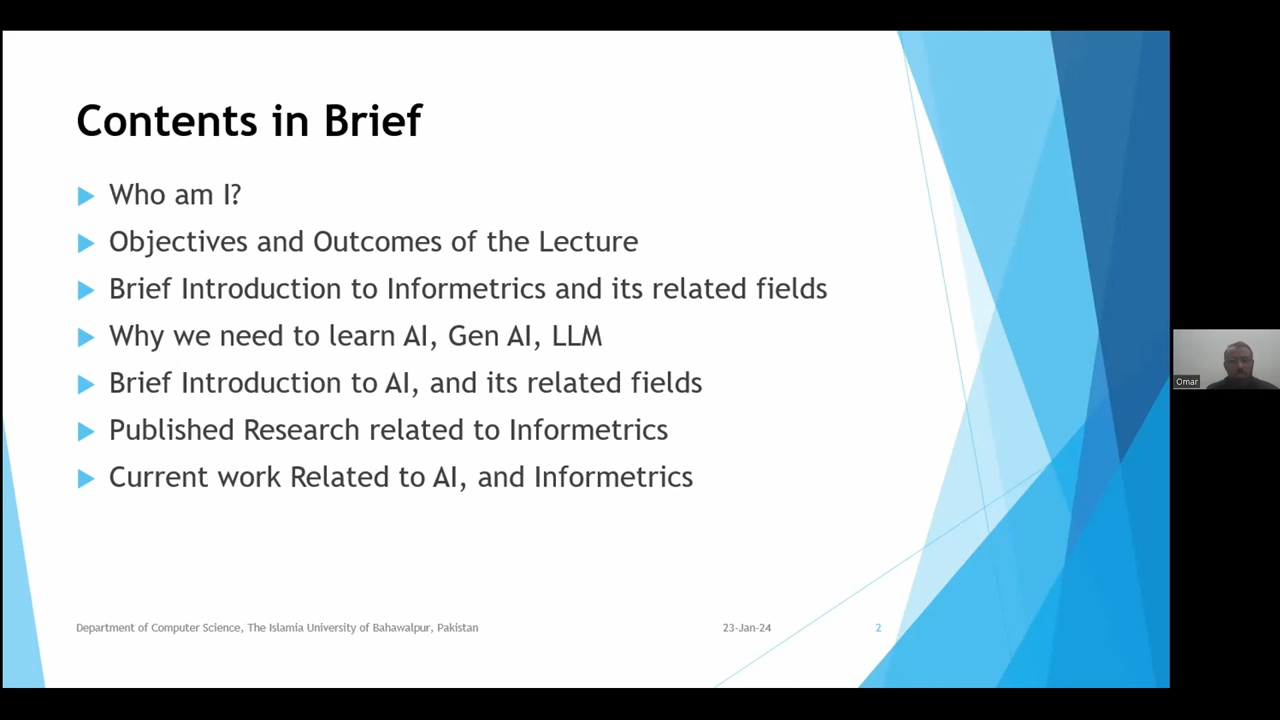 Contents in Brief
Who am I?
Objectives and Outcomes of the Lecture
Brief Introduction to Informetrics and its related fields
Why we need to learn AI, Gen AI, LLM
Brief Introduction to AI, and its related fields
Published Research related to Informetrics
Current work Related to AI, and Informetrics
Department of Computer Science, The Islamia University of Bahawalpur, Pakistan
23-Jan-24
2
Omar